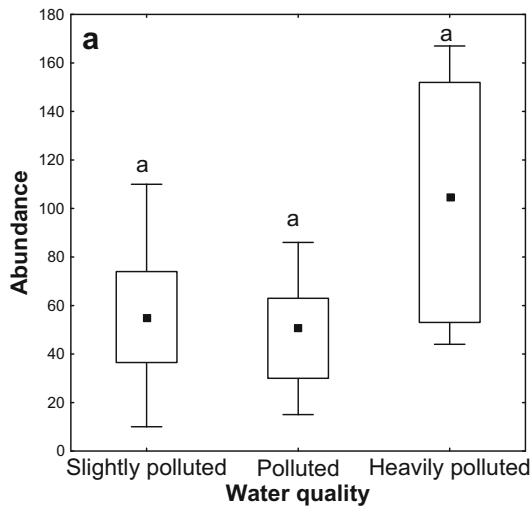 a
180
160
140
120
100
80
60
40
20
0
Abundance
a
a
a
Slightly polluted Polluted Heavily polluted
Water quality